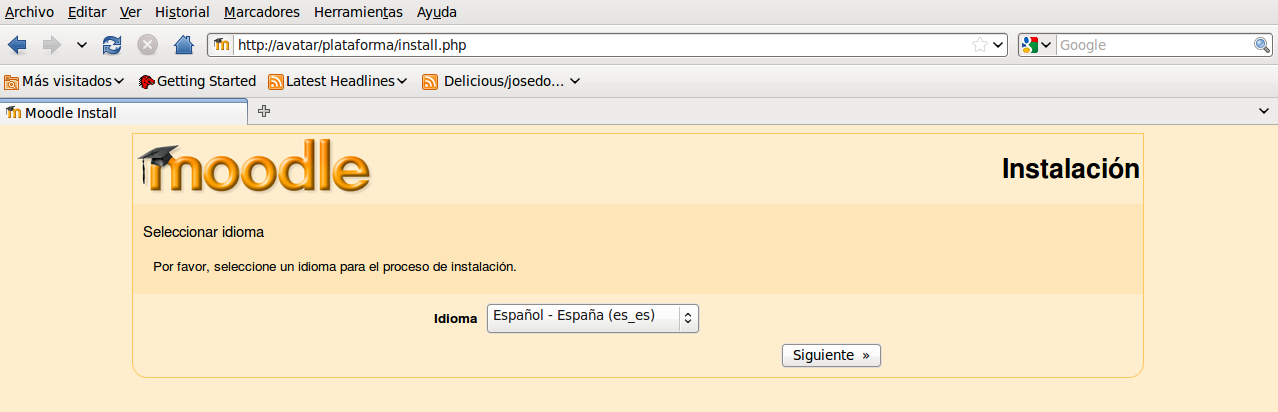 Archivo Editar Ver Historial Marcadores Herramientas Ayuda
http://avatar/plataforma/install.php Google
Más visitados Getting Started Latest Headlines Delicious/josedo...
Moodle Install
moodle Instalación
Seleccionar idioma
Por favor, seleccione un idioma para el proceso de instalación.
Idioma Español - España (es_es)
Siguiente »